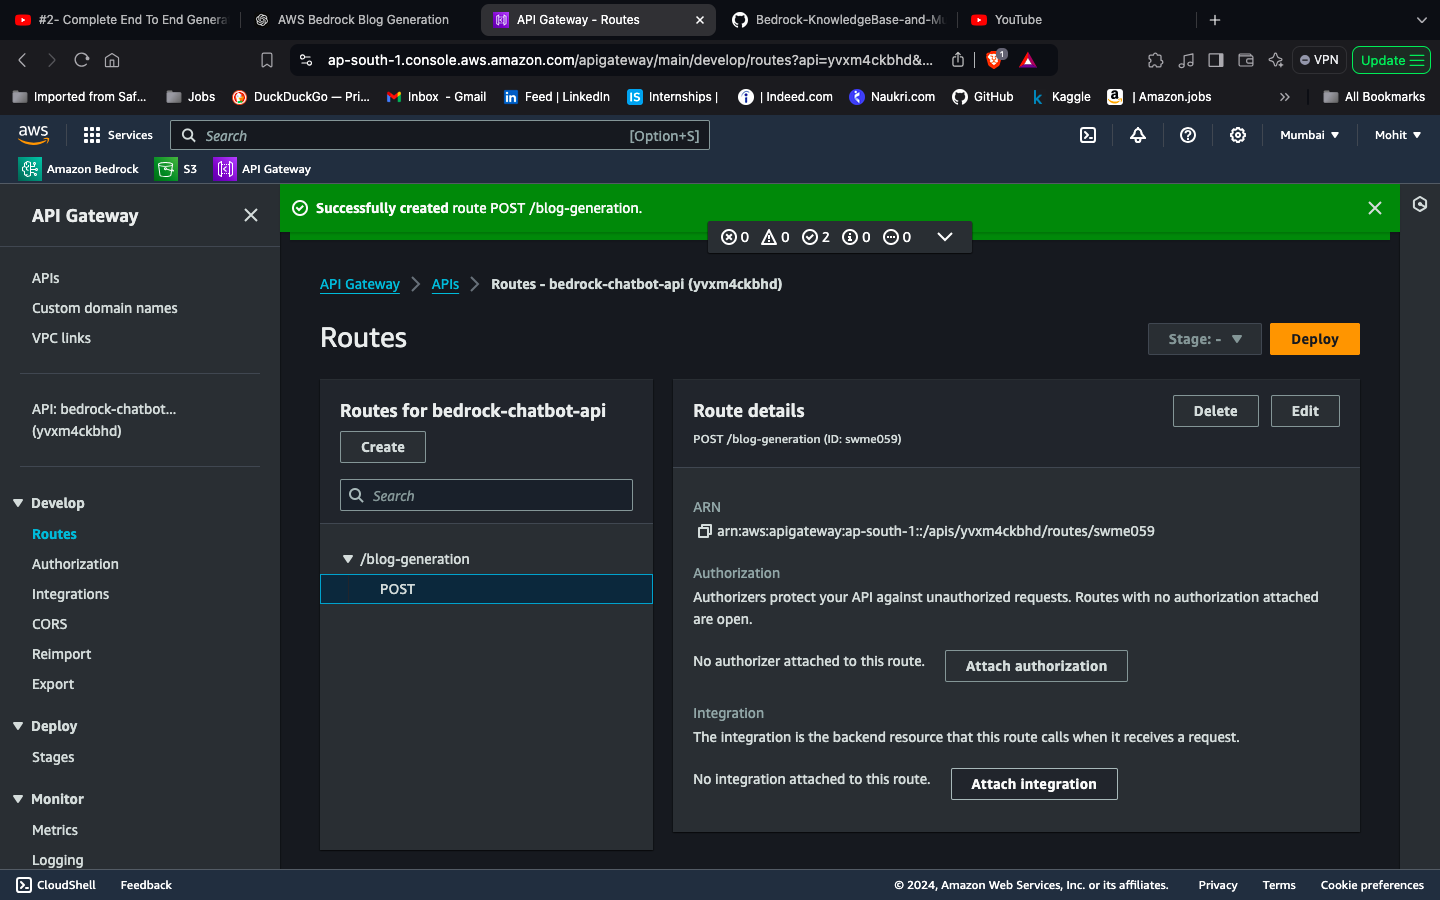 #2- Complete End To End Genera
AWS Bedrock Blog Generation
API Gateway - Routes
Bedrock-KnowledgeBase-and-Mu
YouTube
ap-south-1.console.aws.amazon.com/apigateway/main/develop/routes?api=yvxm4ckbhd&...
1
VPN
Update
Imported from Saf...
Jobs
DuckDuckGo — Pri...
Inbox - Gmail
Feed | LinkedIn
Internships |
| Indeed.com
Naukri.com
GitHub
Kaggle
| Amazon.jobs
All Bookmarks
aws
Services
Search
[Option+S]
Mumbai
Mohit
Amazon Bedrock
S3
API Gateway
API Gateway
Successfully created route POST /blog-generation.
0 0 2 0 0
APIs
Custom domain names
VPC links
API: bedrock-chatbot...
(yvxm4ckbhd)
Develop
Routes
Authorization
Integrations
CORS
Reimport
Export
Deploy
Stages
Monitor
Metrics
Logging
API Gateway
APIs
Routes - bedrock-chatbot-api (yvxm4ckbhd)
Routes
Stage: -
Deploy
Routes for bedrock-chatbot-api
Create
Search
/blog-generation
POST
Route details
Delete
Edit
POST /blog-generation (ID: swme059)
ARN
arn:aws:apigateway:ap-south-1::/apis/yvxm4ckbhd/routes/swme059
Authorization
Authorizers protect your API against unauthorized requests. Routes with no authorization attached
are open.
No authorizer attached to this route.
Attach authorization
Integration
The integration is the backend resource that this route calls when it receives a request.
No integration attached to this route.
Attach integration
CloudShell
Feedback
© 2024, Amazon Web Services, Inc. or its affiliates.
Privacy
Terms
Cookie preferences